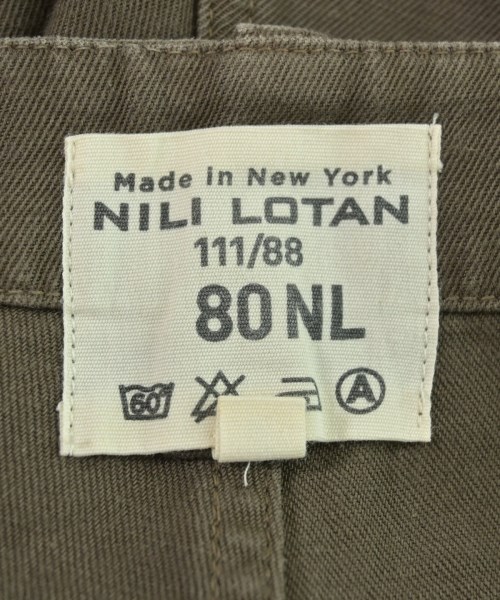 Made in New York
NILI LOTAN
111/88
80 NL
60 A